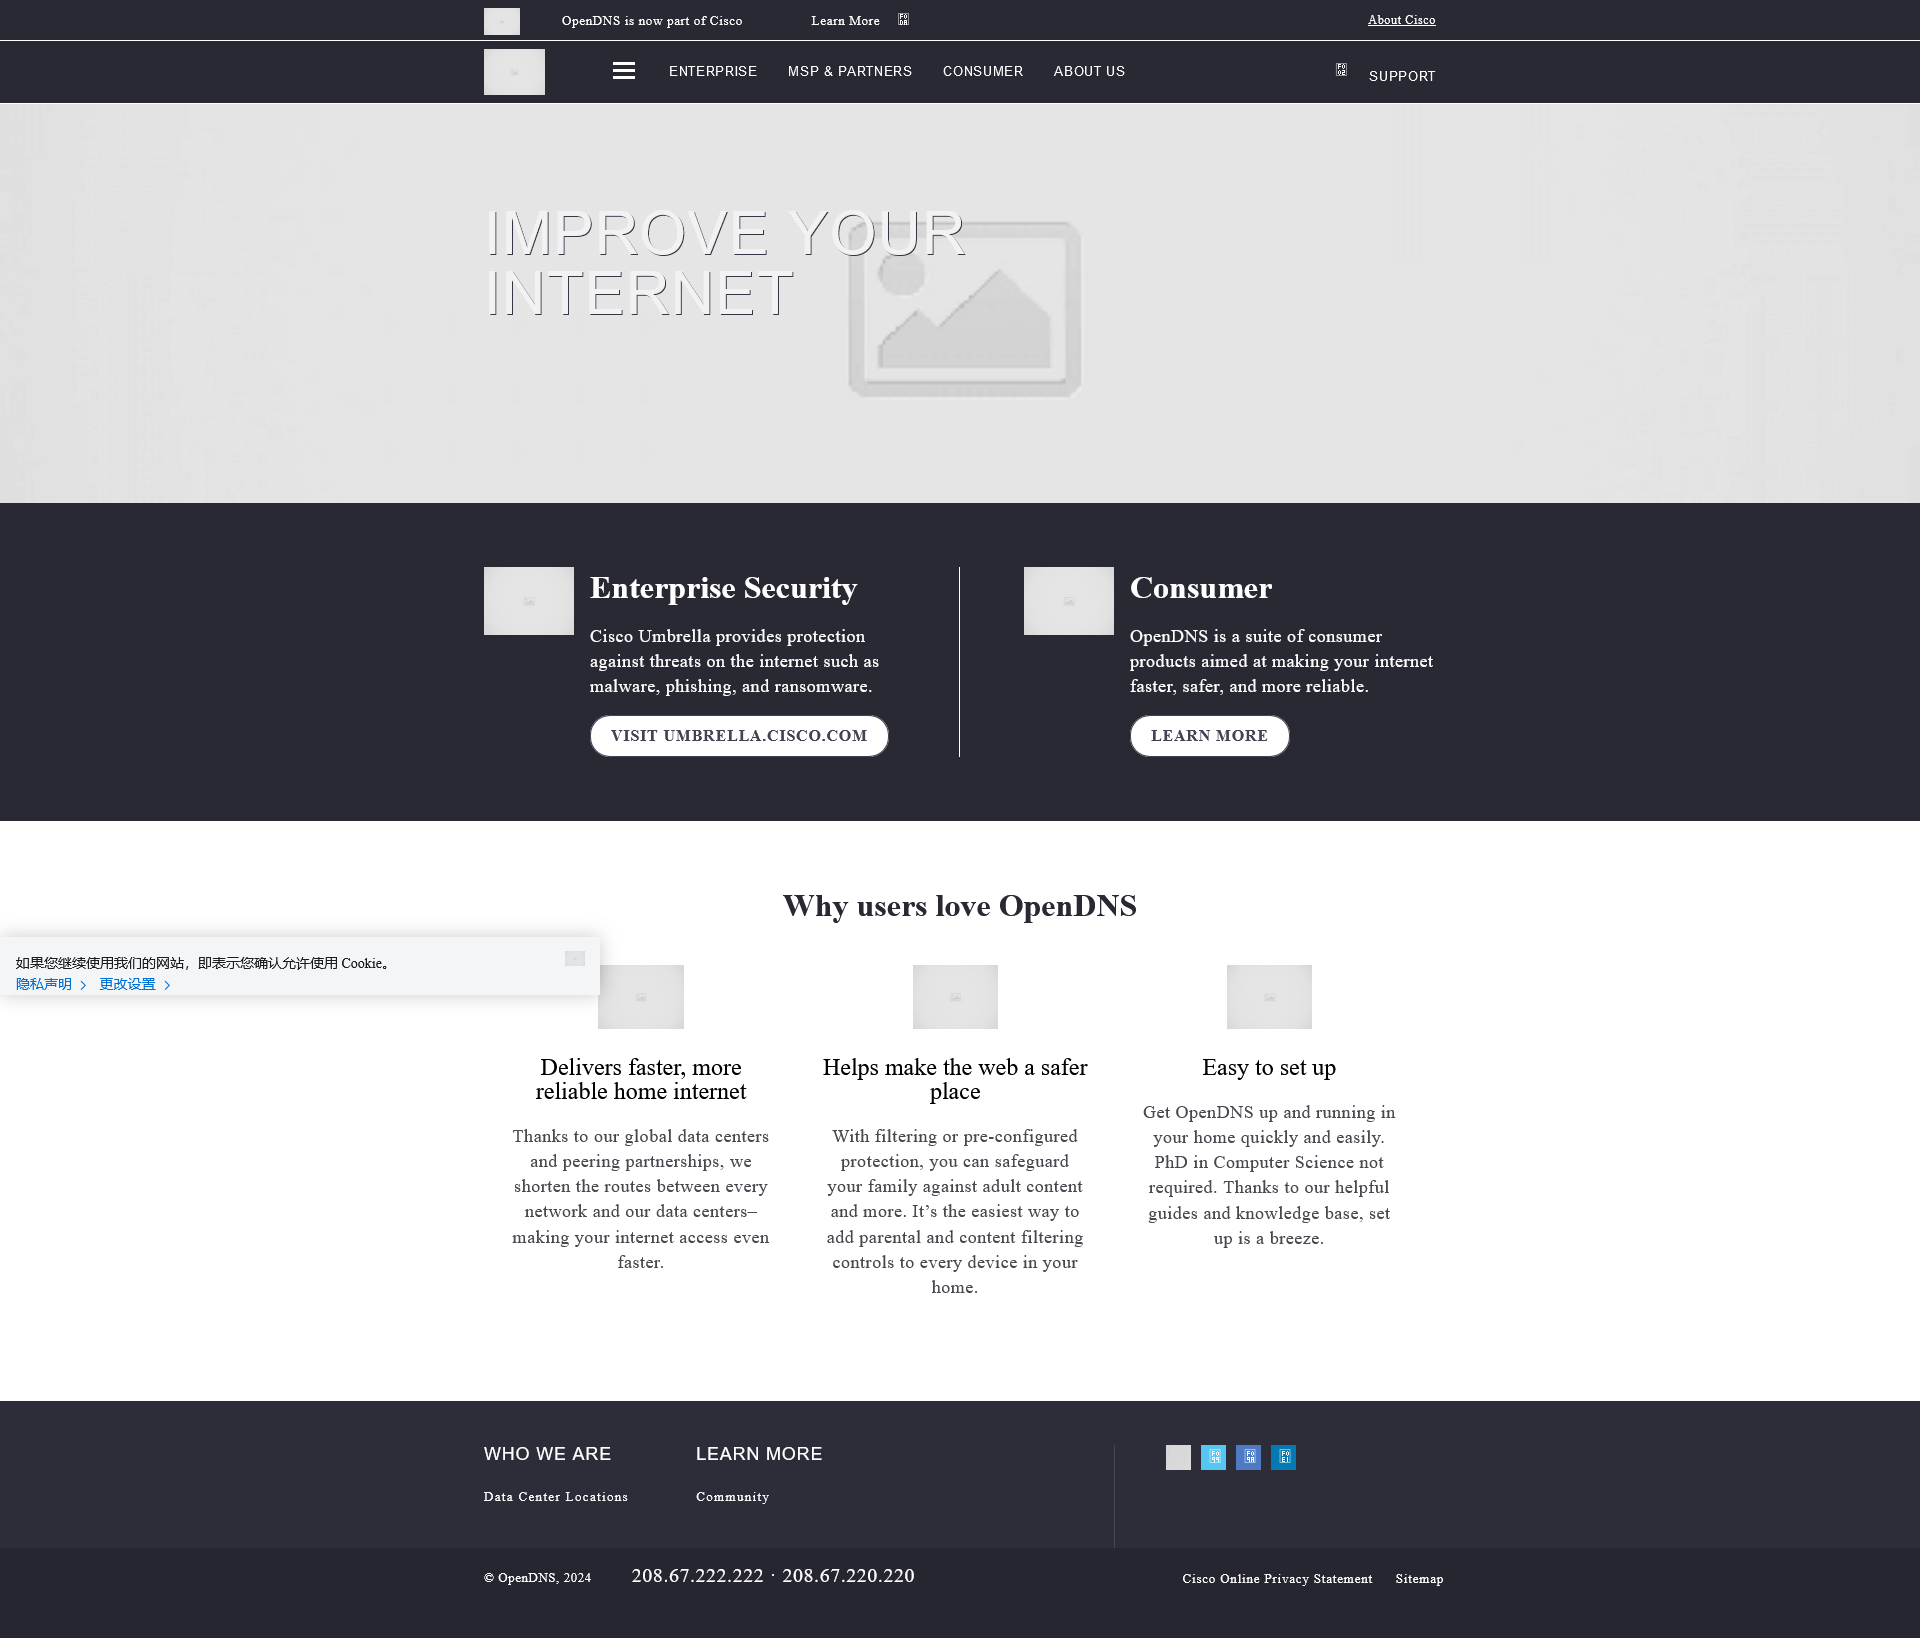 OpenDNS is now part of Cisco
Learn More
About Cisco
ENTERPRISE
MSP & PARTNERS
CONSUMER
ABOUT US
SUPPORT
IMPROVE YOUR
INTERNET
Enterprise Security
Cisco Umbrella provides protection
against threats on the internet such as
malware, phishing, and ransomware.
VISIT UMBRELLA.CISCO.COM
Consumer
OpenDNS is a suite of consumer
products aimed at making your internet
faster, safer, and more reliable.
LEARN MORE
Why users love OpenDNS
如果您继续使用我们的网站，即表示您确认允许使用 Cookie。
隐私声明 更改设置
Delivers faster, more
reliable home internet
Thanks to our global data centers
and peering partnerships, we
shorten the routes between every
network and our data centers–
making your internet access even
faster.
Helps make the web a safer
place
With filtering or pre-configured
protection, you can safeguard
your family against adult content
and more. It’s the easiest way to
add parental and content filtering
controls to every device in your
home.
Easy to set up
Get OpenDNS up and running in
your home quickly and easily.
PhD in Computer Science not
required. Thanks to our helpful
guides and knowledge base, set
up is a breeze.
WHO WE ARE
Data Center Locations
LEARN MORE
Community
© OpenDNS, 2024
208.67.222.222 · 208.67.220.220
Cisco Online Privacy Statement
Sitemap